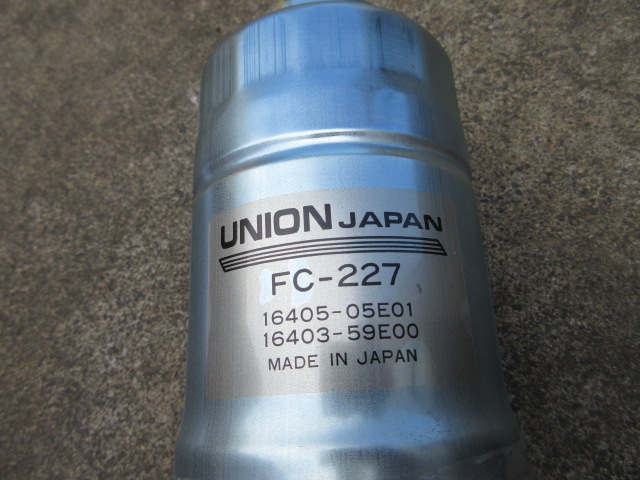 UNION JAPAN
FC-227
16405-05E01
16403-59E00
MADE IN JAPAN